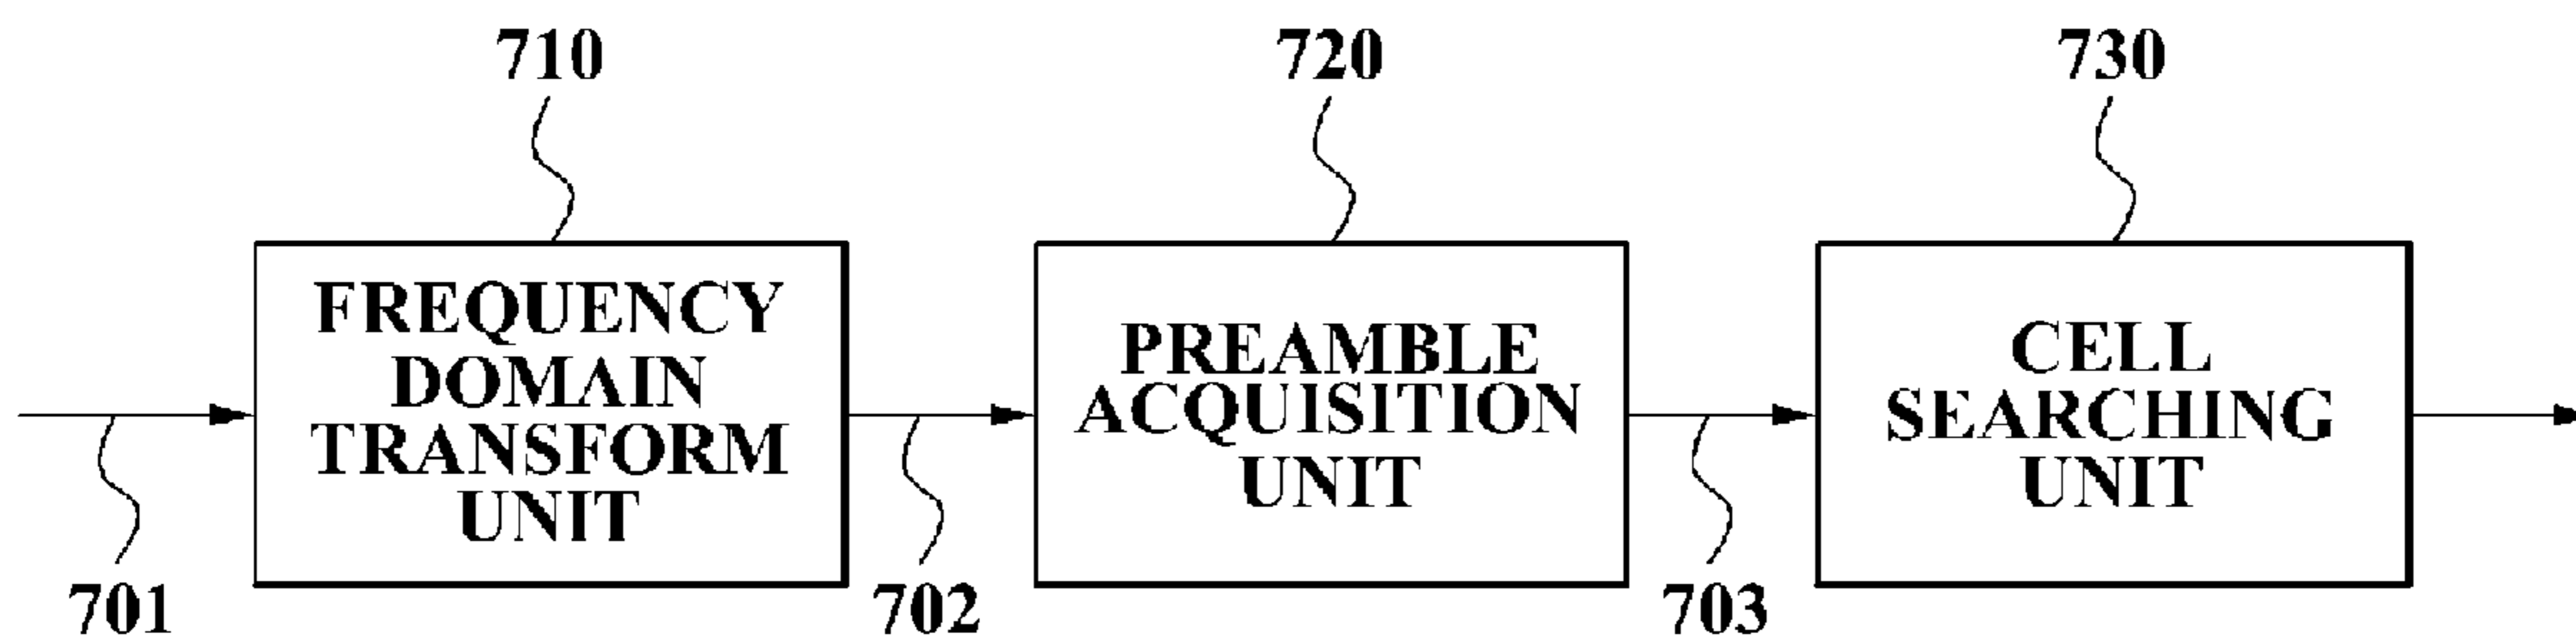 710
720
730
FREQUENCY
DOMAIN
TRANSFORM
UNIT
PREAMBLE
ACQUISITION
UNIT
CELL
SEARCHING
UNIT
701
702
703